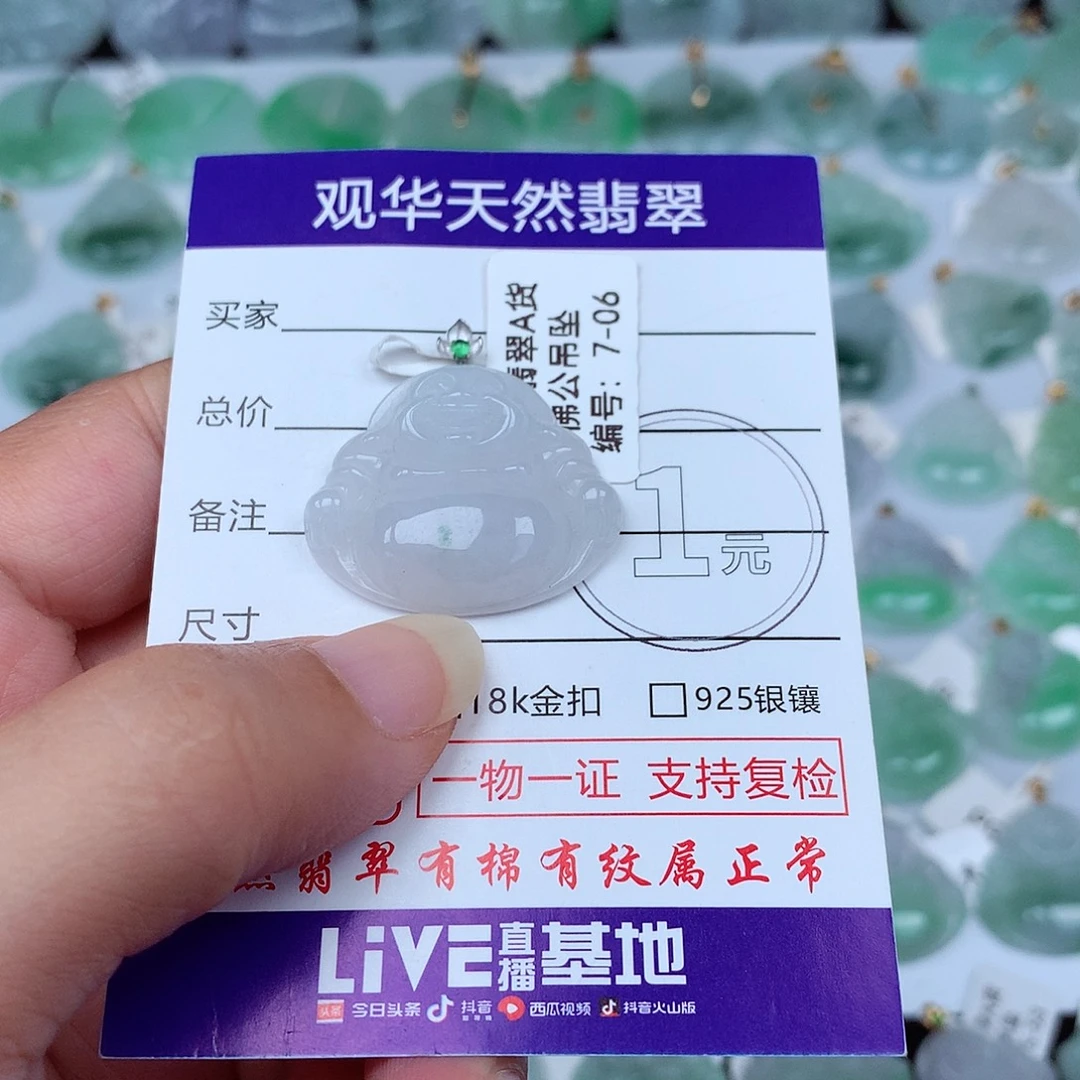 观华天然翡翠
买家
翡翠A货
佛公吊坠
编号：7-06
总价
备注
1元
尺寸
18k金扣 925银镶
一物一证 支持复检
然翡翠有棉有纹属正常
LiVE直播基地
头条 今日头条 抖音 西瓜视频 抖音火山版